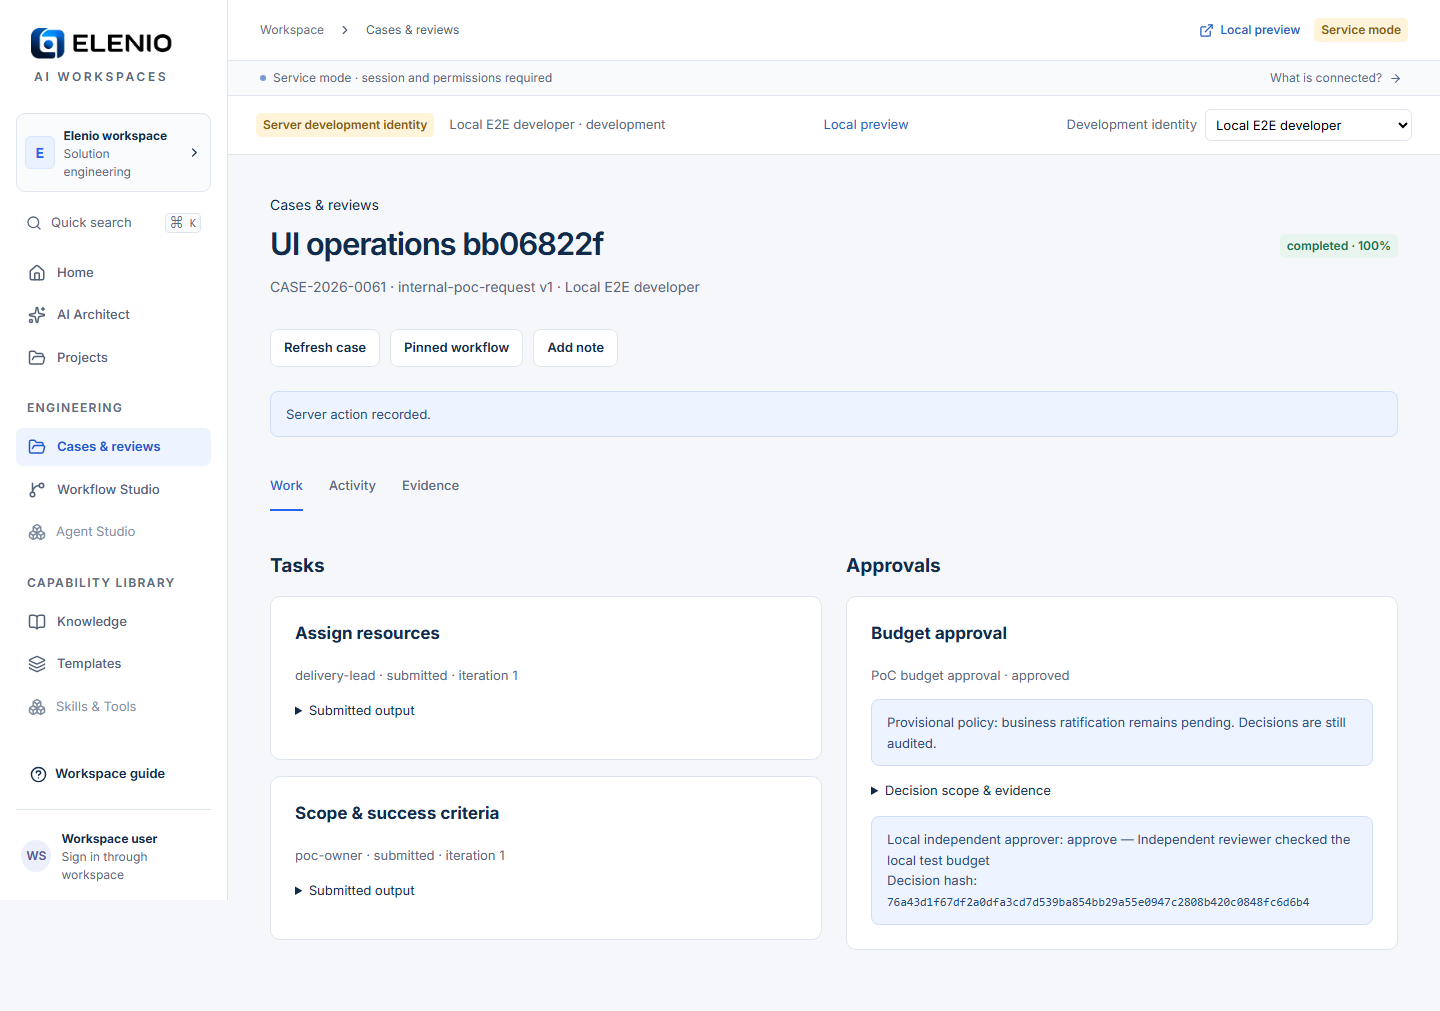 ELENIO
AI WORKSPACES
E
Elenio workspace
Solution
engineering
Quick search
⌘ K
Home
AI Architect
Projects
ENGINEERING
Cases & reviews
Workflow Studio
Agent Studio
CAPABILITY LIBRARY
Knowledge
Templates
Skills & Tools
Workspace guide
WS
Workspace user
Sign in through
workspace
Workspace
Cases & reviews
Local preview
Service mode
Service mode · session and permissions required
What is connected?
Server development identity
Local E2E developer · development
Local preview
Development identity
Local E2E developer
Cases & reviews
UI operations bb06822f
completed · 100%
CASE-2026-0061 · internal-poc-request v1 · Local E2E developer
Refresh case
Pinned workflow
Add note
Server action recorded.
Work
Activity
Evidence
Tasks
Assign resources
delivery-lead · submitted · iteration 1
Submitted output
Scope & success criteria
poc-owner · submitted · iteration 1
Submitted output
Approvals
Budget approval
PoC budget approval · approved
Provisional policy: business ratification remains pending. Decisions are still
audited.
Decision scope & evidence
Local independent approver: approve — Independent reviewer checked the
local test budget
Decision hash:
76a43d1f67df2a0dfa3cd7d539ba854bb29a55e0947c2808b420c0848fc6d6b4